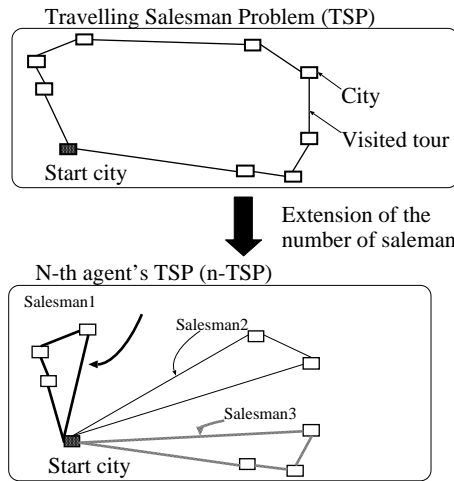 Travelling Salesman Problem (TSP)
City
Visited tour
Start city
Extension of the
number of saleman
N-th agent's TSP (n-TSP)
Salesman1
Salesman2
Salesman3
Start city